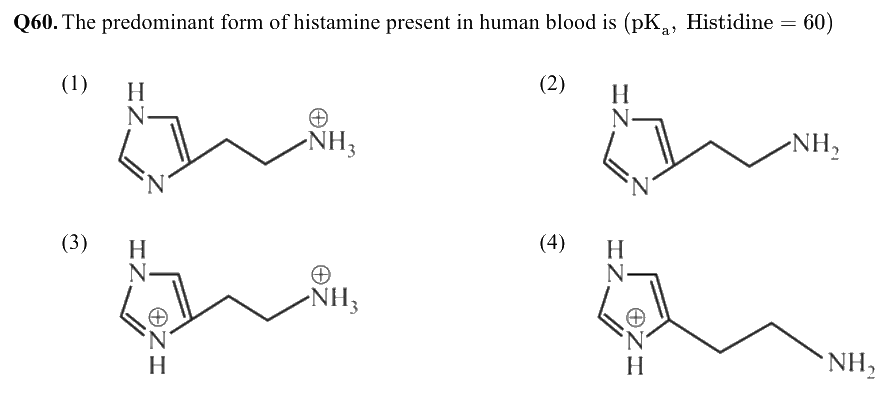 Q60. The predominant form of histamine present in human blood is (pKₐ, Histidine = 60)
(1) H N N ⊕ NH₃
(2) H N N NH₂
(3) H N ⊕ N H ⊕ NH₃
(4) H N ⊕ N H NH₂